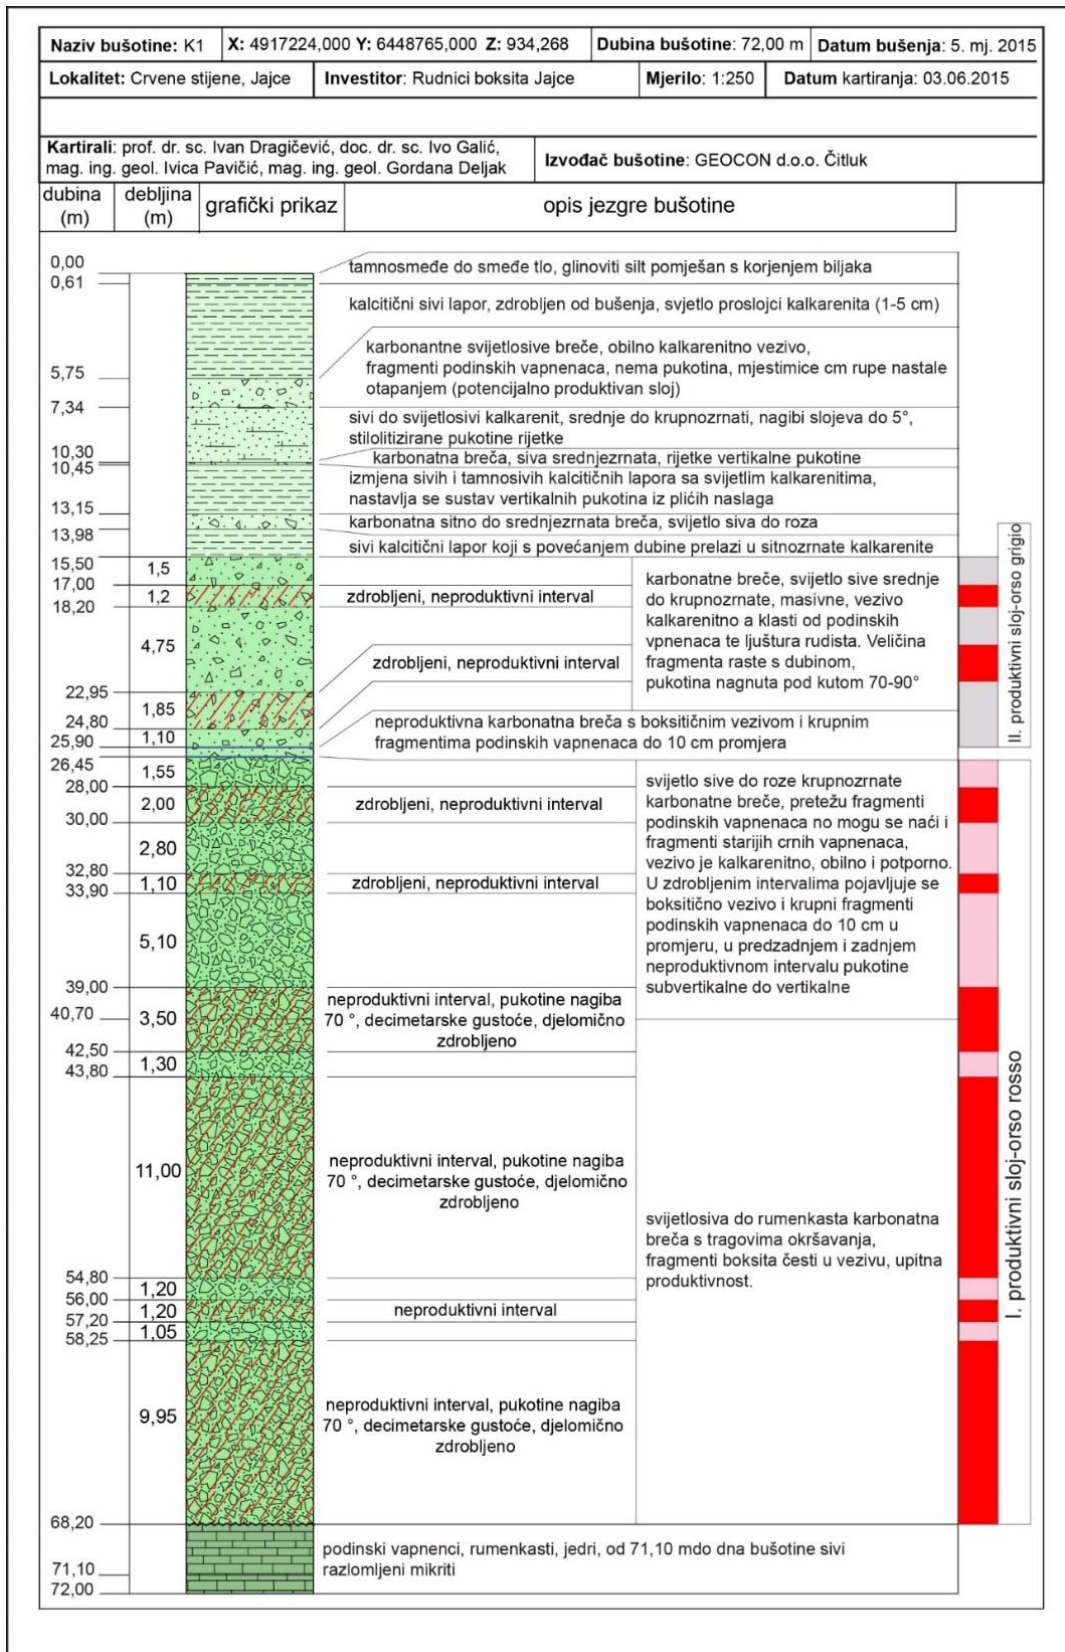 Naziv bušotine: K1 X: 4917224,000 Y: 6448765,000 Z: 934,268 Dubina bušotine: 72,00 m Datum bušenja: 5. mj. 2015
Lokalitet: Crvene stijene, Jajce Investitor: Rudnici boksita Jajce Mjerilo: 1:250 Datum kartiranja: 03.06.2015
Kartirali: prof. dr. sc. Ivan Dragičević, doc. dr. sc. Ivo Galić,
mag. ing. geol. Ivica Pavičić, mag. ing. geol. Gordana Deljak
Izvođač bušotine: GEOCON d.o.o. Čitluk
dubina
(m)
debljina
(m)
grafički prikaz
opis jezgre bušotine
0,00
tamnosmeđe do smeđe tlo, glinoviti silt pomješan s korjenjem biljaka
0,61
kalcitični sivi lapor, zdrobljen od bušenja, svjetlo proslojci kalkarenita (1-5 cm)
karbonantne svijetlosive breče, obilno kalkarenitno vezivo,
fragmenti podinskih vapnenaca, nema pukotina, mjestimice cm rupe nastale
otapanjem (potencijalno produktivan sloj)
5,75
7,34
sivi do svijetlosivi kalkarenit, srednje do krupnozrnati, nagibi slojeva do 5°,
stilolitizirane pukotine rijetke
10,30
karbonatna breča, siva srednjezrnata, rijetke vertikalne pukotine
10,45
izmjena sivih i tamnosivih kalcitičnih lapora sa svijetlim kalkarenitima,
nastavlja se sustav vertikalnih pukotina iz plićih naslaga
13,15
karbonatna sitno do srednjezrnata breča, svijetlo siva do roza
13,98
sivi kalcitični lapor koji s povećanjem dubine prelazi u sitnozrnate kalkarenite
15,50
1,5
17,00
1,2
zdrobljeni, neproduktivni interval
18,20
4,75
zdrobljeni, neproduktivni interval
karbonatne breče, svijetlo sive srednje
do krupnozrnate, masivne, vezivo
kalkarenitno a klasti od podinskih
vpnenaca te ljuštura rudista. Veličina
fragmenta raste s dubinom,
pukotina nagnuta pod kutom 70-90°
22,95
1,85
24,80
1,10
25,90
neproduktivna karbonatna breča s boksitičnim vezivom i krupnim
fragmentima podinskih vapnenaca do 10 cm promjera
II. produktivni sloj-orso grigio
26,45
1,55
28,00
2,00
zdrobljeni, neproduktivni interval
30,00
2,80
32,80
1,10
zdrobljeni, neproduktivni interval
33,90
5,10
svijetlo sive do roze krupnozrnate
karbonatne breče, pretežu fragmenti
podinskih vapnenaca no mogu se naći i
fragmenti starijih crnih vapnenaca,
vezivo je kalkarenitno, obilno i potporno.
U zdrobljenim intervalima pojavljuje se
boksitično vezivo i krupni fragmenti
podinskih vapnenaca do 10 cm u
promjeru, u predzadnjem i zadnjem
neproduktivnom intervalu pukotine
subvertikalne do vertikalne
39,00
40,70
3,50
neproduktivni interval, pukotine nagiba
70 °, decimetarske gustoće, djelomično
zdrobljeno
42,50
1,30
43,80
11,00
neproduktivni interval, pukotine nagiba
70 °, decimetarske gustoće, djelomično
zdrobljeno
svijetlosiva do rumenkasta karbonatna
breča s tragovima okršavanja,
fragmenti boksita česti u vezivu, upitna
produktivnost.
I. produktivni sloj-orso rosso
54,80
1,20
56,00
1,20
neproduktivni interval
57,20
1,05
58,25
9,95
neproduktivni interval, pukotine nagiba
70 °, decimetarske gustoće, djelomično
zdrobljeno
68,20
podinski vapnenci, rumenkasti, jedri, od 71,10 mdo dna bušotine sivi
razlomljeni mikriti
71,10
72,00